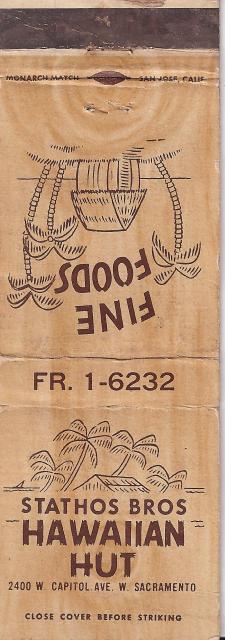 MONARCH MATCH SAN JOSE, CALIF
FINE
FOODS
FR. 1-6232
STATHOS BROS
HAWAIIAN
HUT
2400 W. CAPITOL AVE. W. SACRAMENTO
CLOSE COVER BEFORE STRIKING